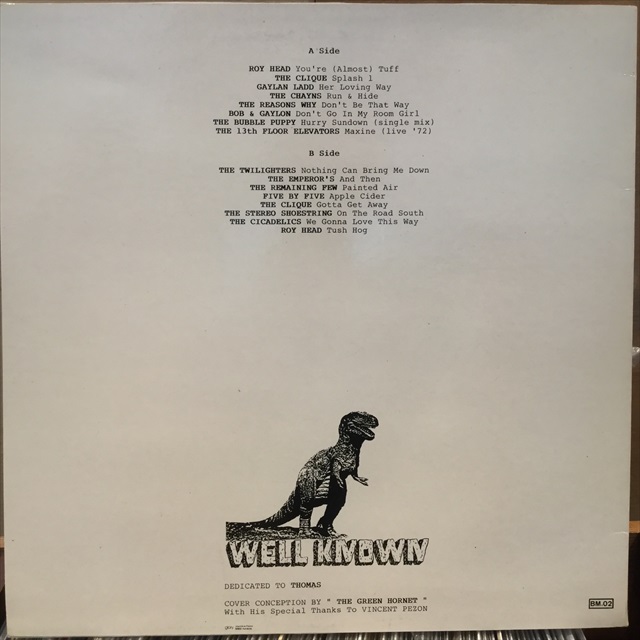 A Side
ROY HEAD You're (Almost) Tuff
THE CLIQUE Splash 1
GAYLAN LADD Her Loving Way
THE CHAYNS Run & Hide
THE REASONS WHY Don't Be That Way
BOB & GAYLON Don't Go In My Room Girl
THE BUBBLE PUPPY Hurry Sundown (single mix)
THE 13th FLOOR ELEVATORS Maxine (live '72)
B Side
THE TWILIGHTERS Nothing Can Bring Me Down
THE EMPEROR'S And Then
THE REMAINING FEW Painted Air
FIVE BY FIVE Apple Cider
THE CLIQUE Gotta Get Away
THE STEREO SHOESTRING On The Road South
THE CICADELICS We Gonna Love This Way
ROY HEAD Tush Hog
WELL KNOWN
DEDICATED TO THOMAS
COVER CONCEPTION BY " THE GREEN HORNET "
With His Special Thanks To VINCENT PEZON
BM.02